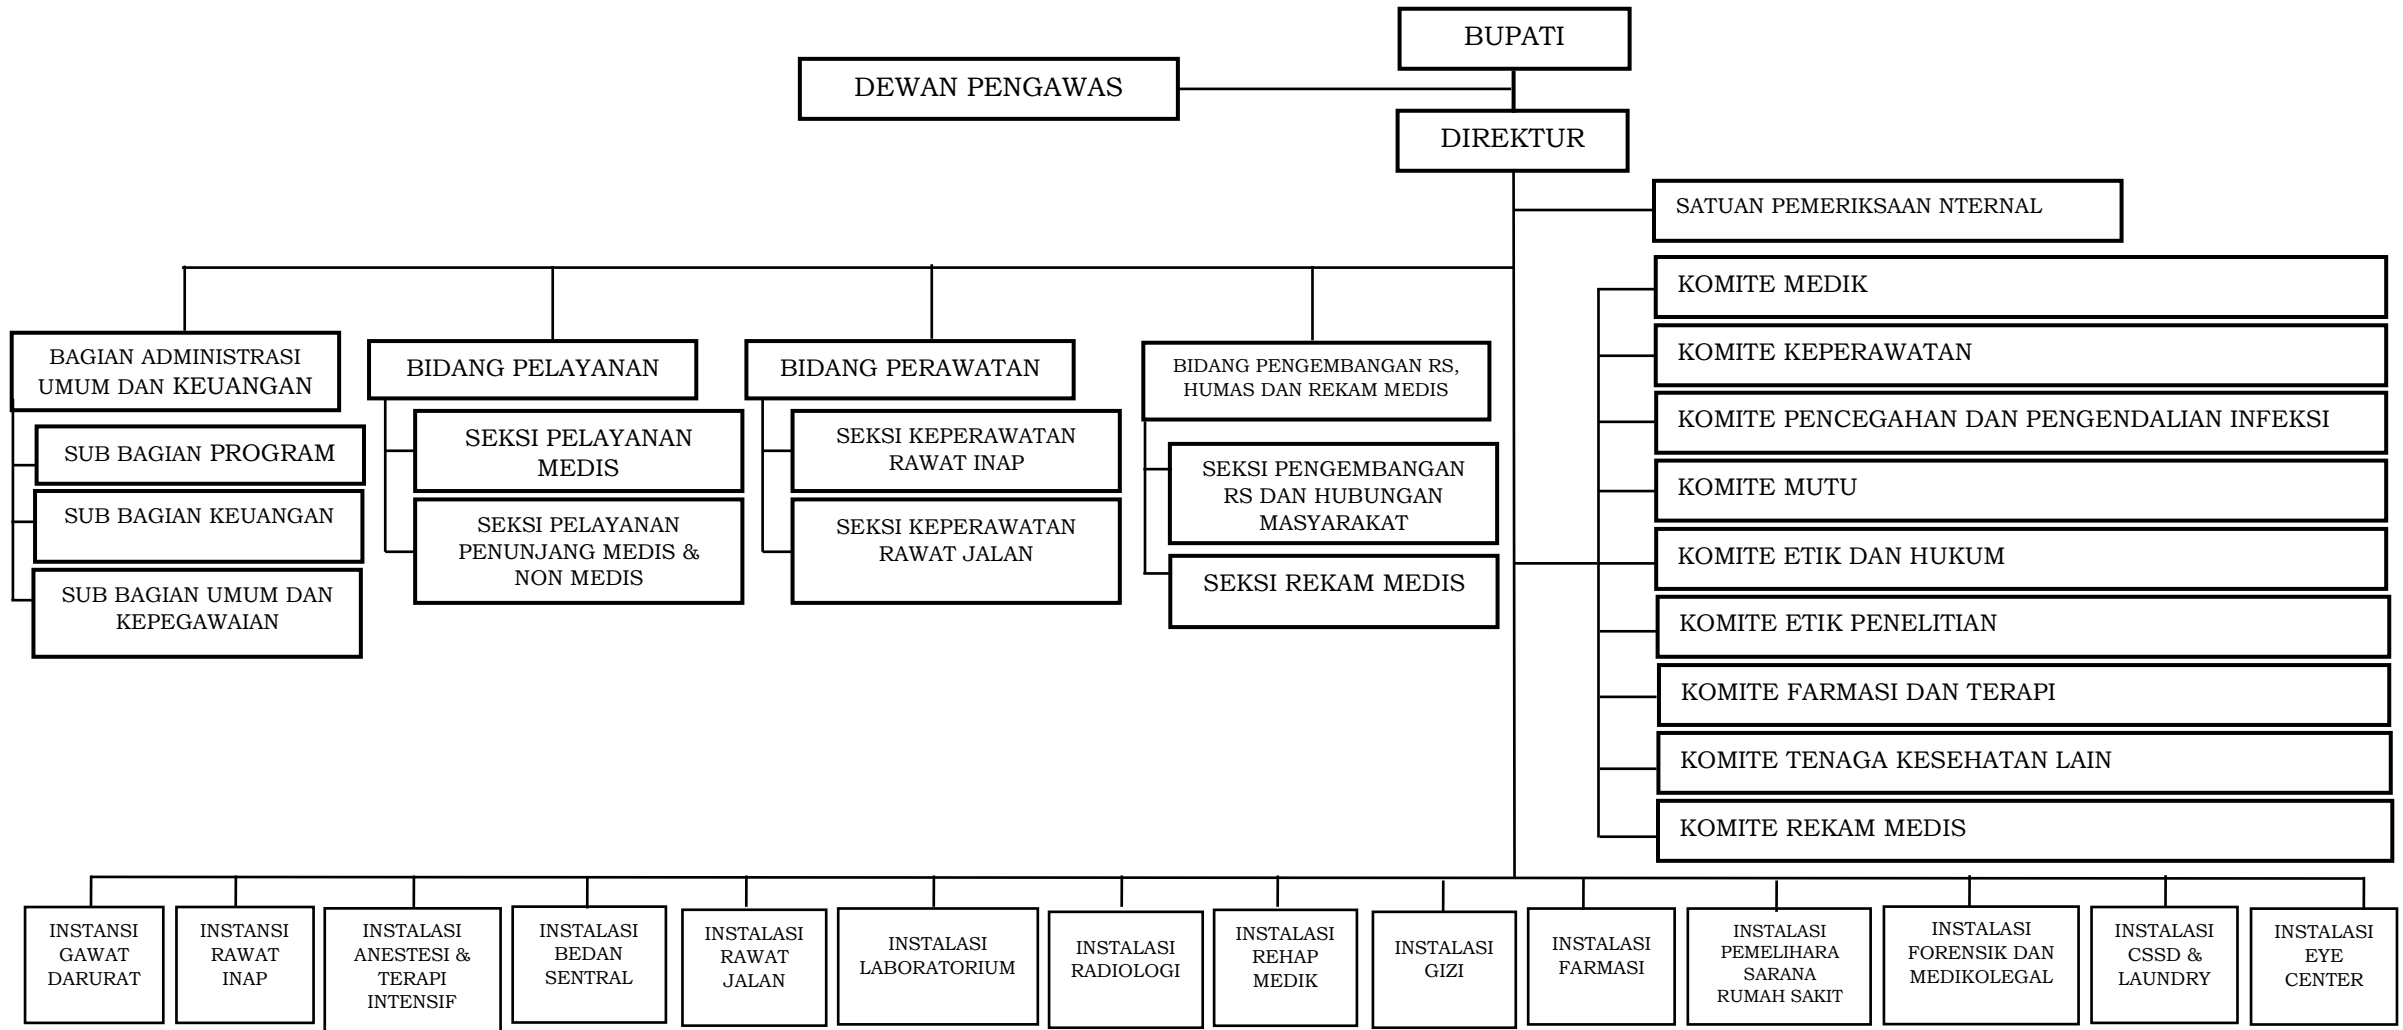 BUPATI
DEWAN PENGAWAS
DIREKTUR
SATUAN PEMERIKSAAN NTERNAL
KOMITE MEDIK
KOMITE KEPERAWATAN
KOMITE PENCEGAHAN DAN PENGENDALIAN INFEKSI
KOMITE MUTU
KOMITE ETIK DAN HUKUM
KOMITE ETIK PENELITIAN
KOMITE FARMASI DAN TERAPI
KOMITE TENAGA KESEHATAN LAIN
KOMITE REKAM MEDIS
BAGIAN ADMINISTRASI
UMUM DAN KEUANGAN
SUB BAGIAN PROGRAM
SUB BAGIAN KEUANGAN
SUB BAGIAN UMUM DAN
KEPEGAWAIAN
BIDANG PELAYANAN
SEKSI PELAYANAN
MEDIS
SEKSI PELAYANAN
PENUNJANG MEDIS &
NON MEDIS
BIDANG PERAWATAN
SEKSI KEPERAWATAN
RAWAT INAP
SEKSI KEPERAWATAN
RAWAT JALAN
BIDANG PENGEMBANGAN RS,
HUMAS DAN REKAM MEDIS
SEKSI PENGEMBANGAN
RS DAN HUBUNGAN
MASYARAKAT
SEKSI REKAM MEDIS
INSTANSI
GAWAT
DARURAT
INSTANSI
RAWAT
INAP
INSTALASI
ANESTESI &
TERAPI
INTENSIF
INSTALASI
BEDAN
SENTRAL
INSTALASI
RAWAT
JALAN
INSTALASI
LABORATORIUM
INSTALASI
RADIOLOGI
INSTALASI
REHAP
MEDIK
INSTALASI
GIZI
INSTALASI
FARMASI
INSTALASI
PEMELIHARA
SARANA
RUMAH SAKIT
INSTALASI
FORENSIK DAN
MEDIKOLEGAL
INSTALASI
CSSD &
LAUNDRY
INSTALASI
EYE
CENTER